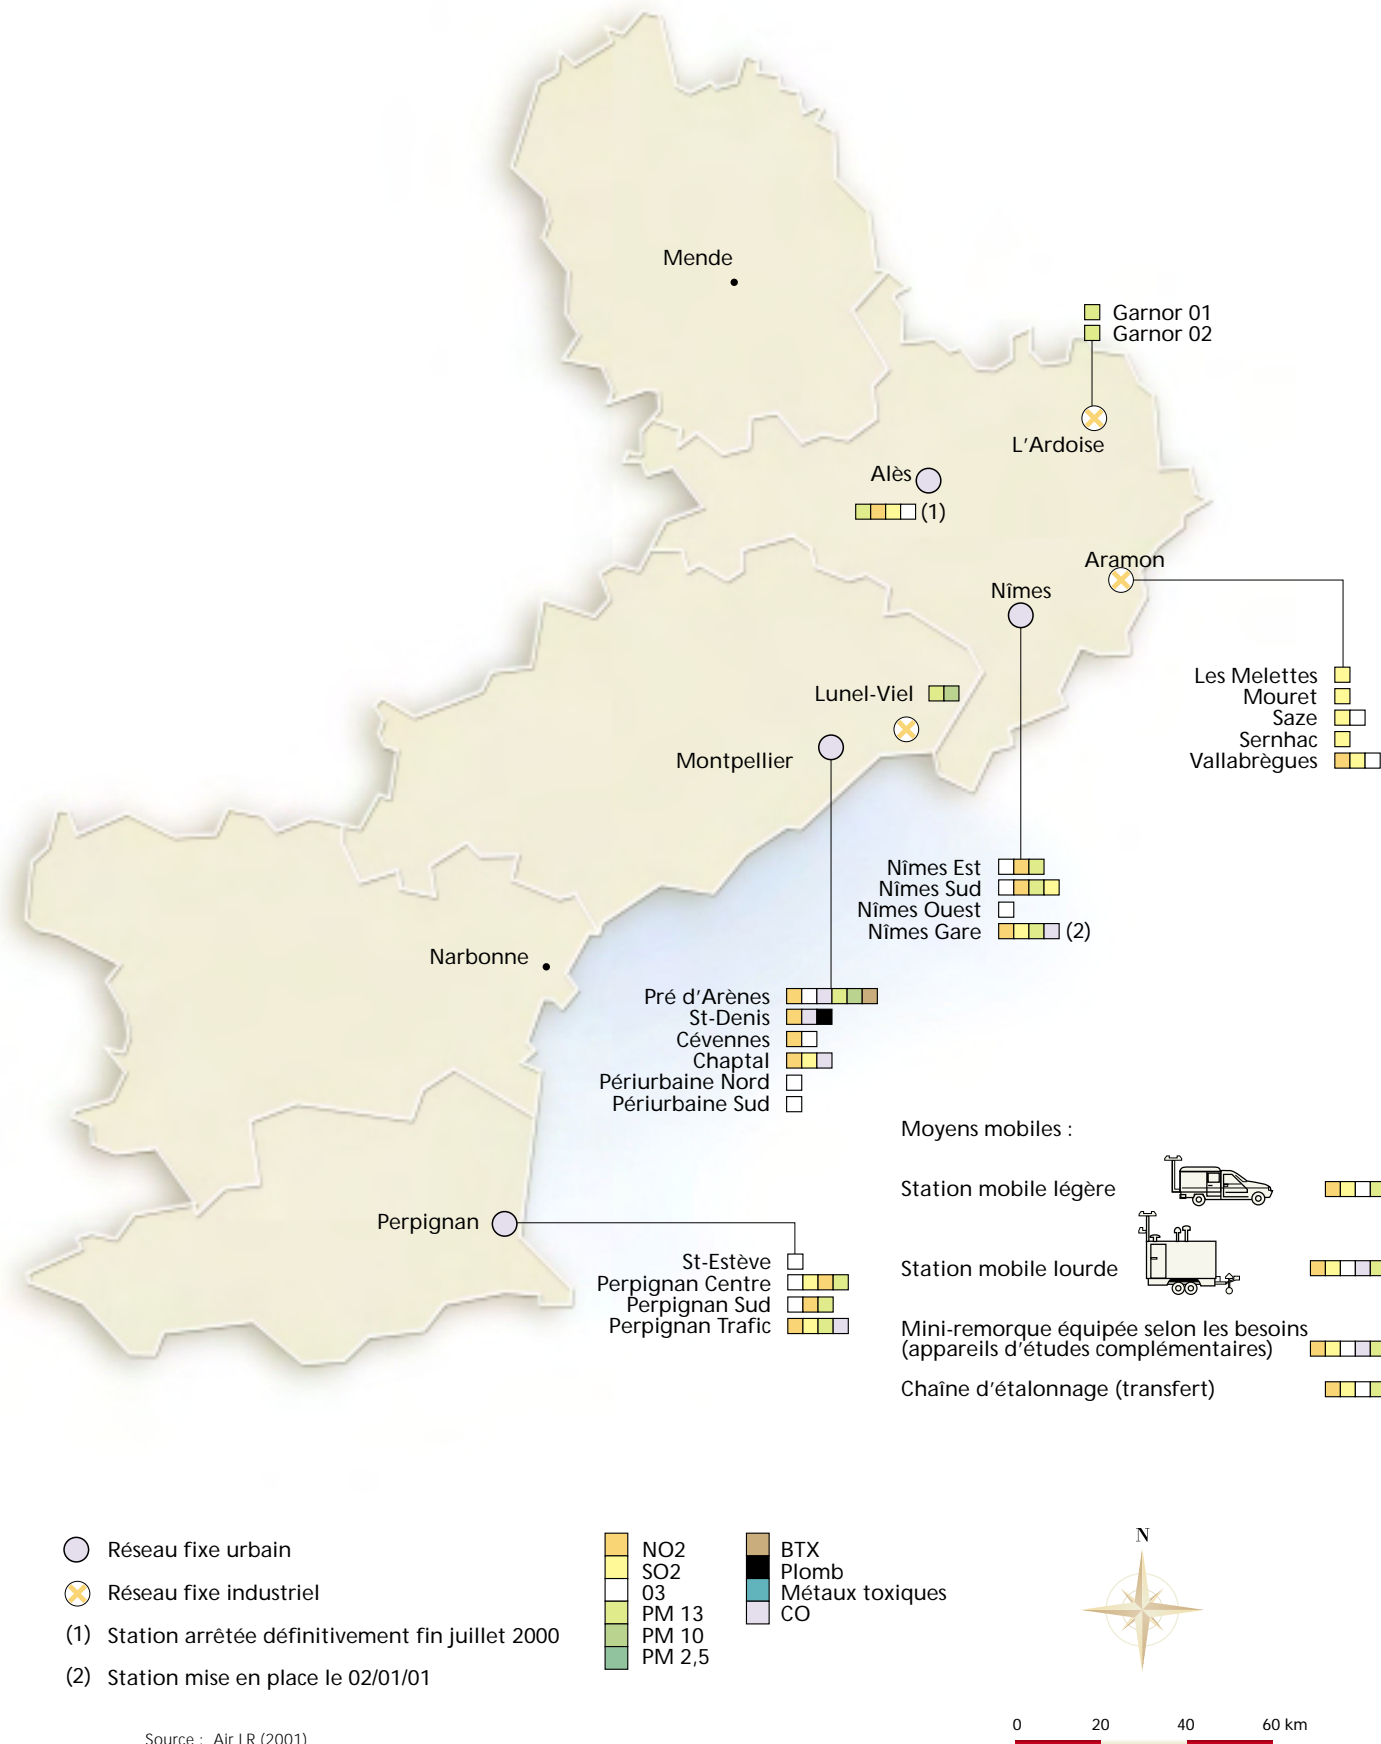 Mende
Garnor 01
Garnor 02
L'Ardoise
Alès
(1)
Aramon
Nîmes
Les Melettes
Mouret
Saze
Sernhac
Vallabrègues
Lunel-Viel
Montpellier
Nîmes Est
Nîmes Sud
Nîmes Ouest
Nîmes Gare (2)
Narbonne
Pré d'Arènes
St-Denis
Cévennes
Chaptal
Périurbaine Nord
Périurbaine Sud
Moyens mobiles :
Station mobile légère
Station mobile lourde
Mini-remorque équipée selon les besoins
(appareils d'études complémentaires)
Chaîne d'étalonnage (transfert)
Perpignan
St-Estève
Perpignan Centre
Perpignan Sud
Perpignan Trafic
Réseau fixe urbain
Réseau fixe industriel
(1) Station arrêtée définitivement fin juillet 2000
(2) Station mise en place le 02/01/01
NO2
SO2
03
PM 13
PM 10
PM 2,5
BTX
Plomb
Métaux toxiques
CO
N
Source : Air LR (2001)
0 20 40 60 km